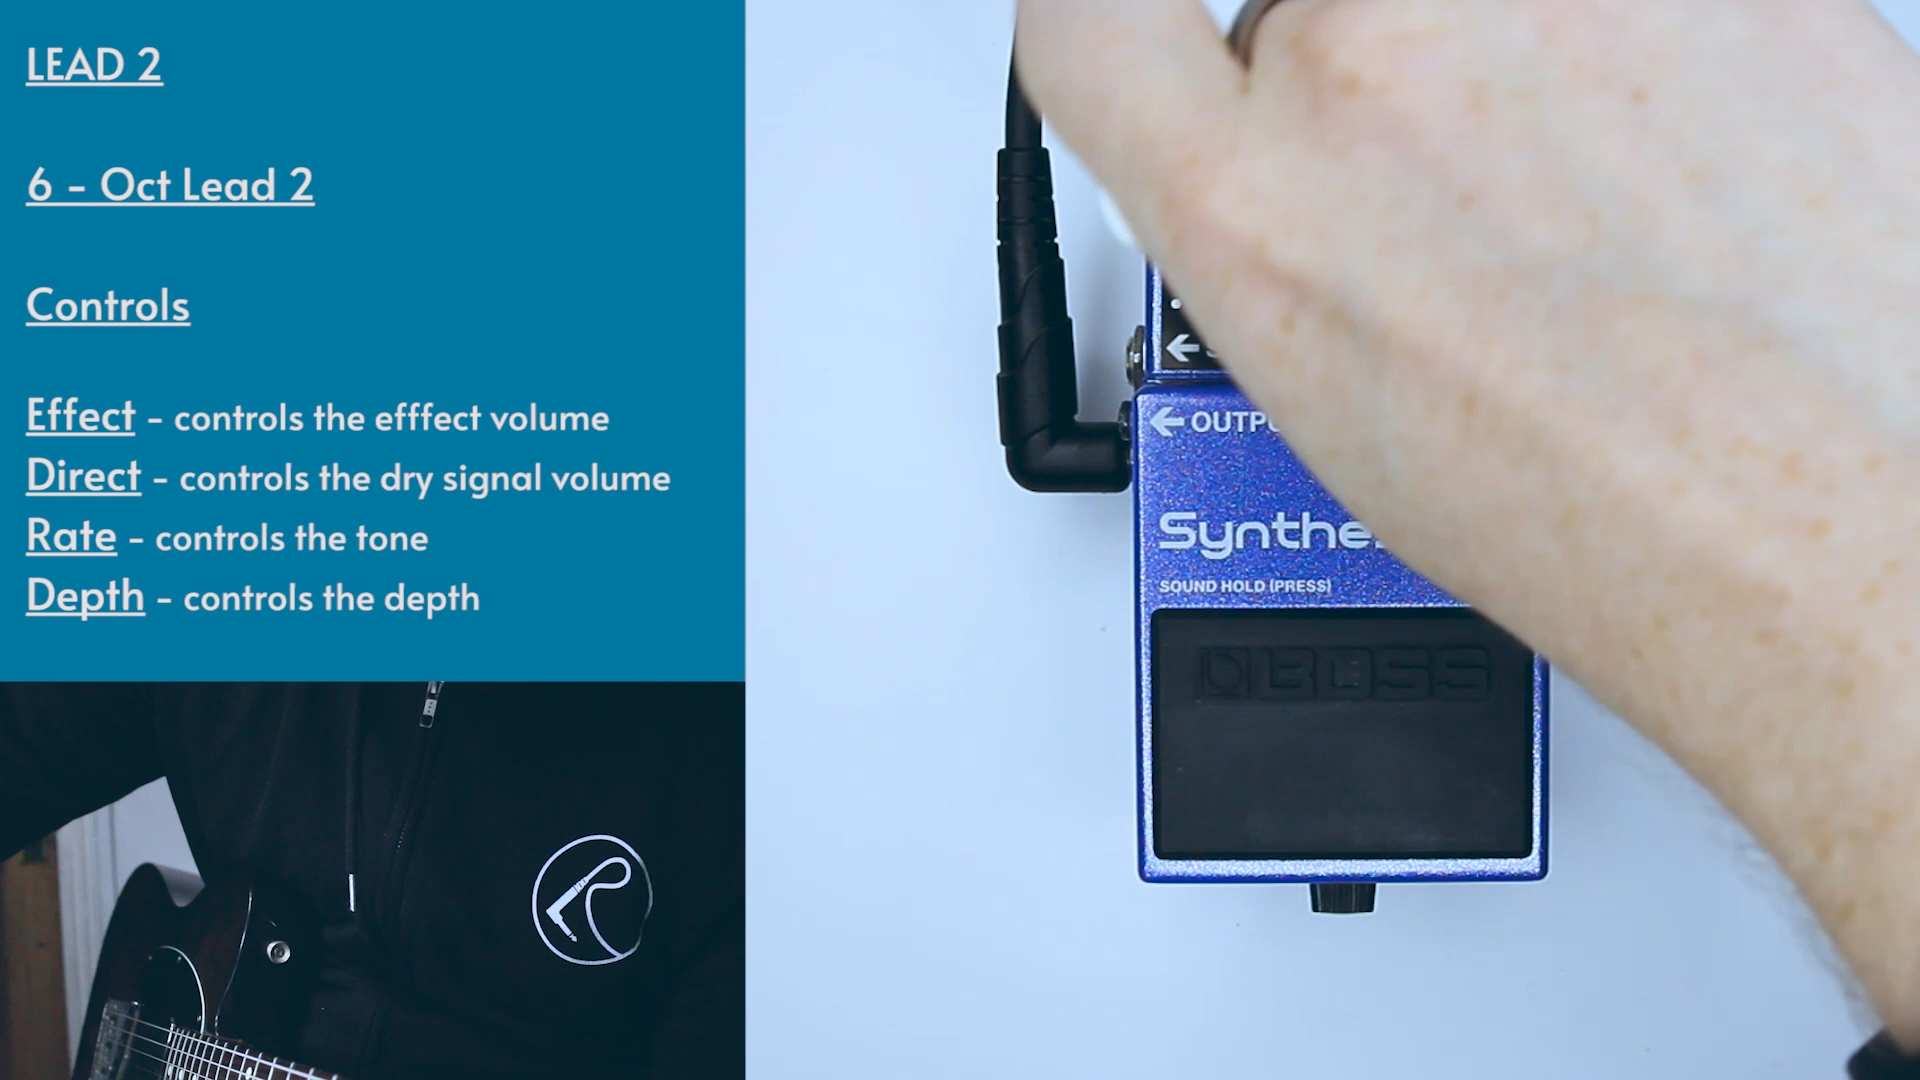 LEAD 2
6 - Oct Lead 2
Controls
Effect - controls the efffect volume
Direct - controls the dry signal volume
Rate - controls the tone
Depth - controls the depth
OUTPU
Synthe
SOUND HOLD (PRESS)
BOSS